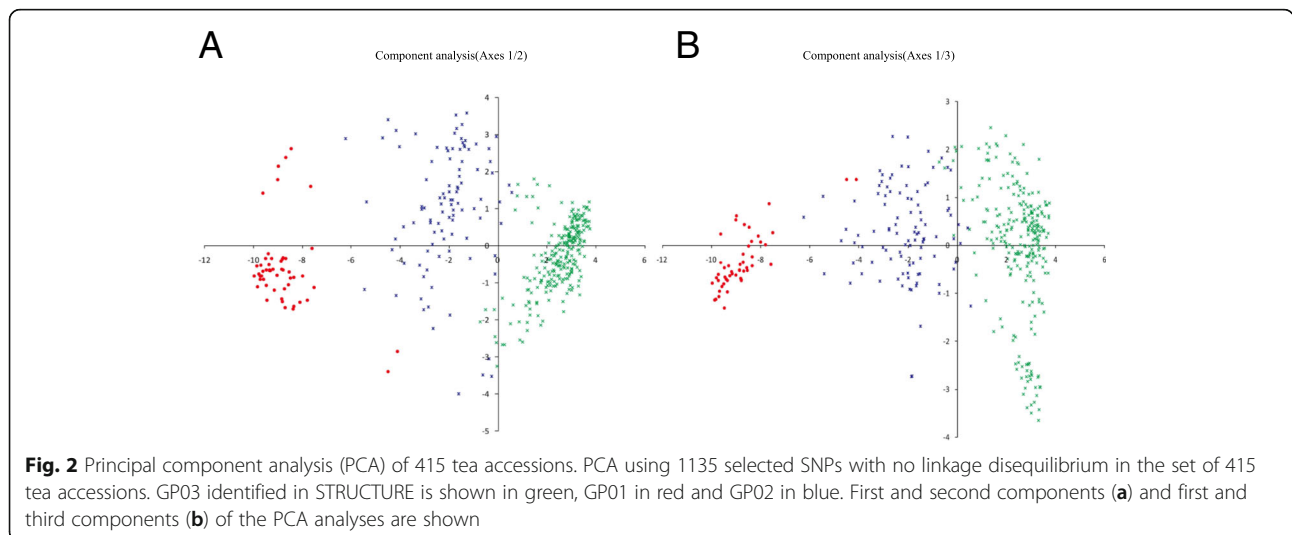 A
Component analysis(Axes 1/2)
4
3
2
1
0
-12 -10 -8 -6 -4 -2 0 2 4 6
-1
-2
-3
-4
-5
B
Component analysis(Axes 1/3)
3
2
1
0
-12 -10 -8 -6 -4 -2 0 2 4 6
-1
-2
-3
-4
Fig. 2 Principal component analysis (PCA) of 415 tea accessions. PCA using 1135 selected SNPs with no linkage disequilibrium in the set of 415
tea accessions. GP03 identified in STRUCTURE is shown in green, GP01 in red and GP02 in blue. First and second components (a) and first and
third components (b) of the PCA analyses are shown